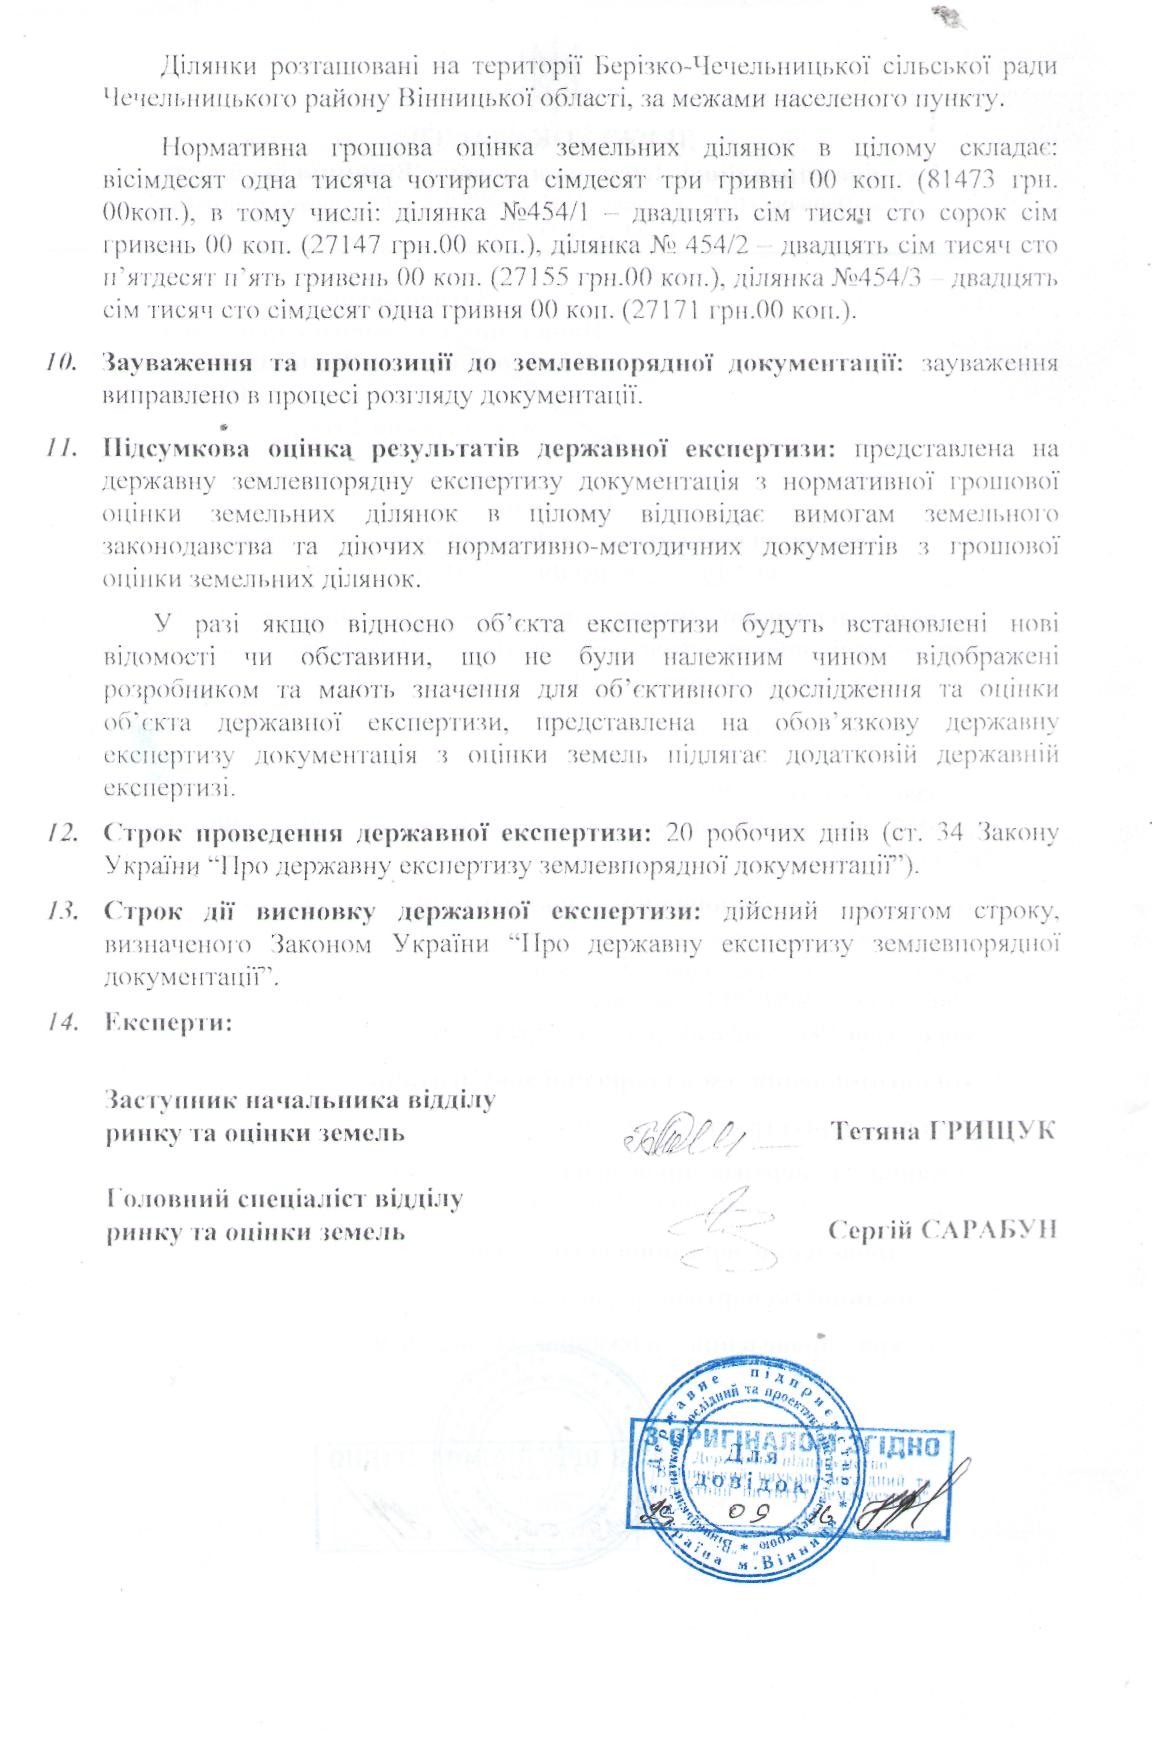 Ділянки розташовані на території Берізко-Чечельницької сільської ради
Чечельницького району Вінницької області, за межами населеного пункту.
Нормативна грошова оцінка земельних ділянок в цілому складає:
вісімдесят одна тисяча чотириста сімдесят три гривні 00 коп. (81473 грн.
00коп.), в тому числі: ділянка №454/1 – двадцять сім тисяч сто сорок сім
гривень 00 коп. (27147 грн.00 коп.), ділянка № 454/2 – двадцять сім тисяч сто
п’ятдесят п’ять гривень 00 коп. (27155 грн.00 коп.), ділянка №454/3 – двадцять
сім тисяч сто сімдесят одна гривня 00 коп. (27171 грн.00 коп.).
10. Зауваження та пропозиції до землевпорядної документації: зауваження
виправлено в процесі розгляду документації.
11. Підсумкова оцінка результатів державної експертизи: представлена на
державну землевпорядну експертизу документація з нормативної грошової
оцінки земельних ділянок в цілому відповідає вимогам земельного
законодавства та діючих нормативно-методичних документів з грошової
оцінки земельних ділянок.
У разі якщо відносно об’єкта експертизи будуть встановлені нові
відомості чи обставини, що не були належним чином відображені
розробником та мають значення для об’єктивного дослідження та оцінки
об’єкта державної експертизи, представлена на обов’язкову державну
експертизу документація з оцінки земель підлягає додатковій державній
експертизі.
12. Строк проведення державної експертизи: 20 робочих днів (ст. 34 Закону
України “Про державну експертизу землевпорядної документації”).
13. Строк дії висновку державної експертизи: дійсний протягом строку,
визначеного Законом України “Про державну експертизу землевпорядної
документації”.
14. Експерти:
Заступник начальника відділу
ринку та оцінки земель Тетяна ГРИЩУК
Головний спеціаліст відділу
ринку та оцінки земель Сергій САРАБУН
Державне підприємство
З ОРИГІНАЛОМ ЗГІДНО
Для
довідок
09
Україна м.Вінниця